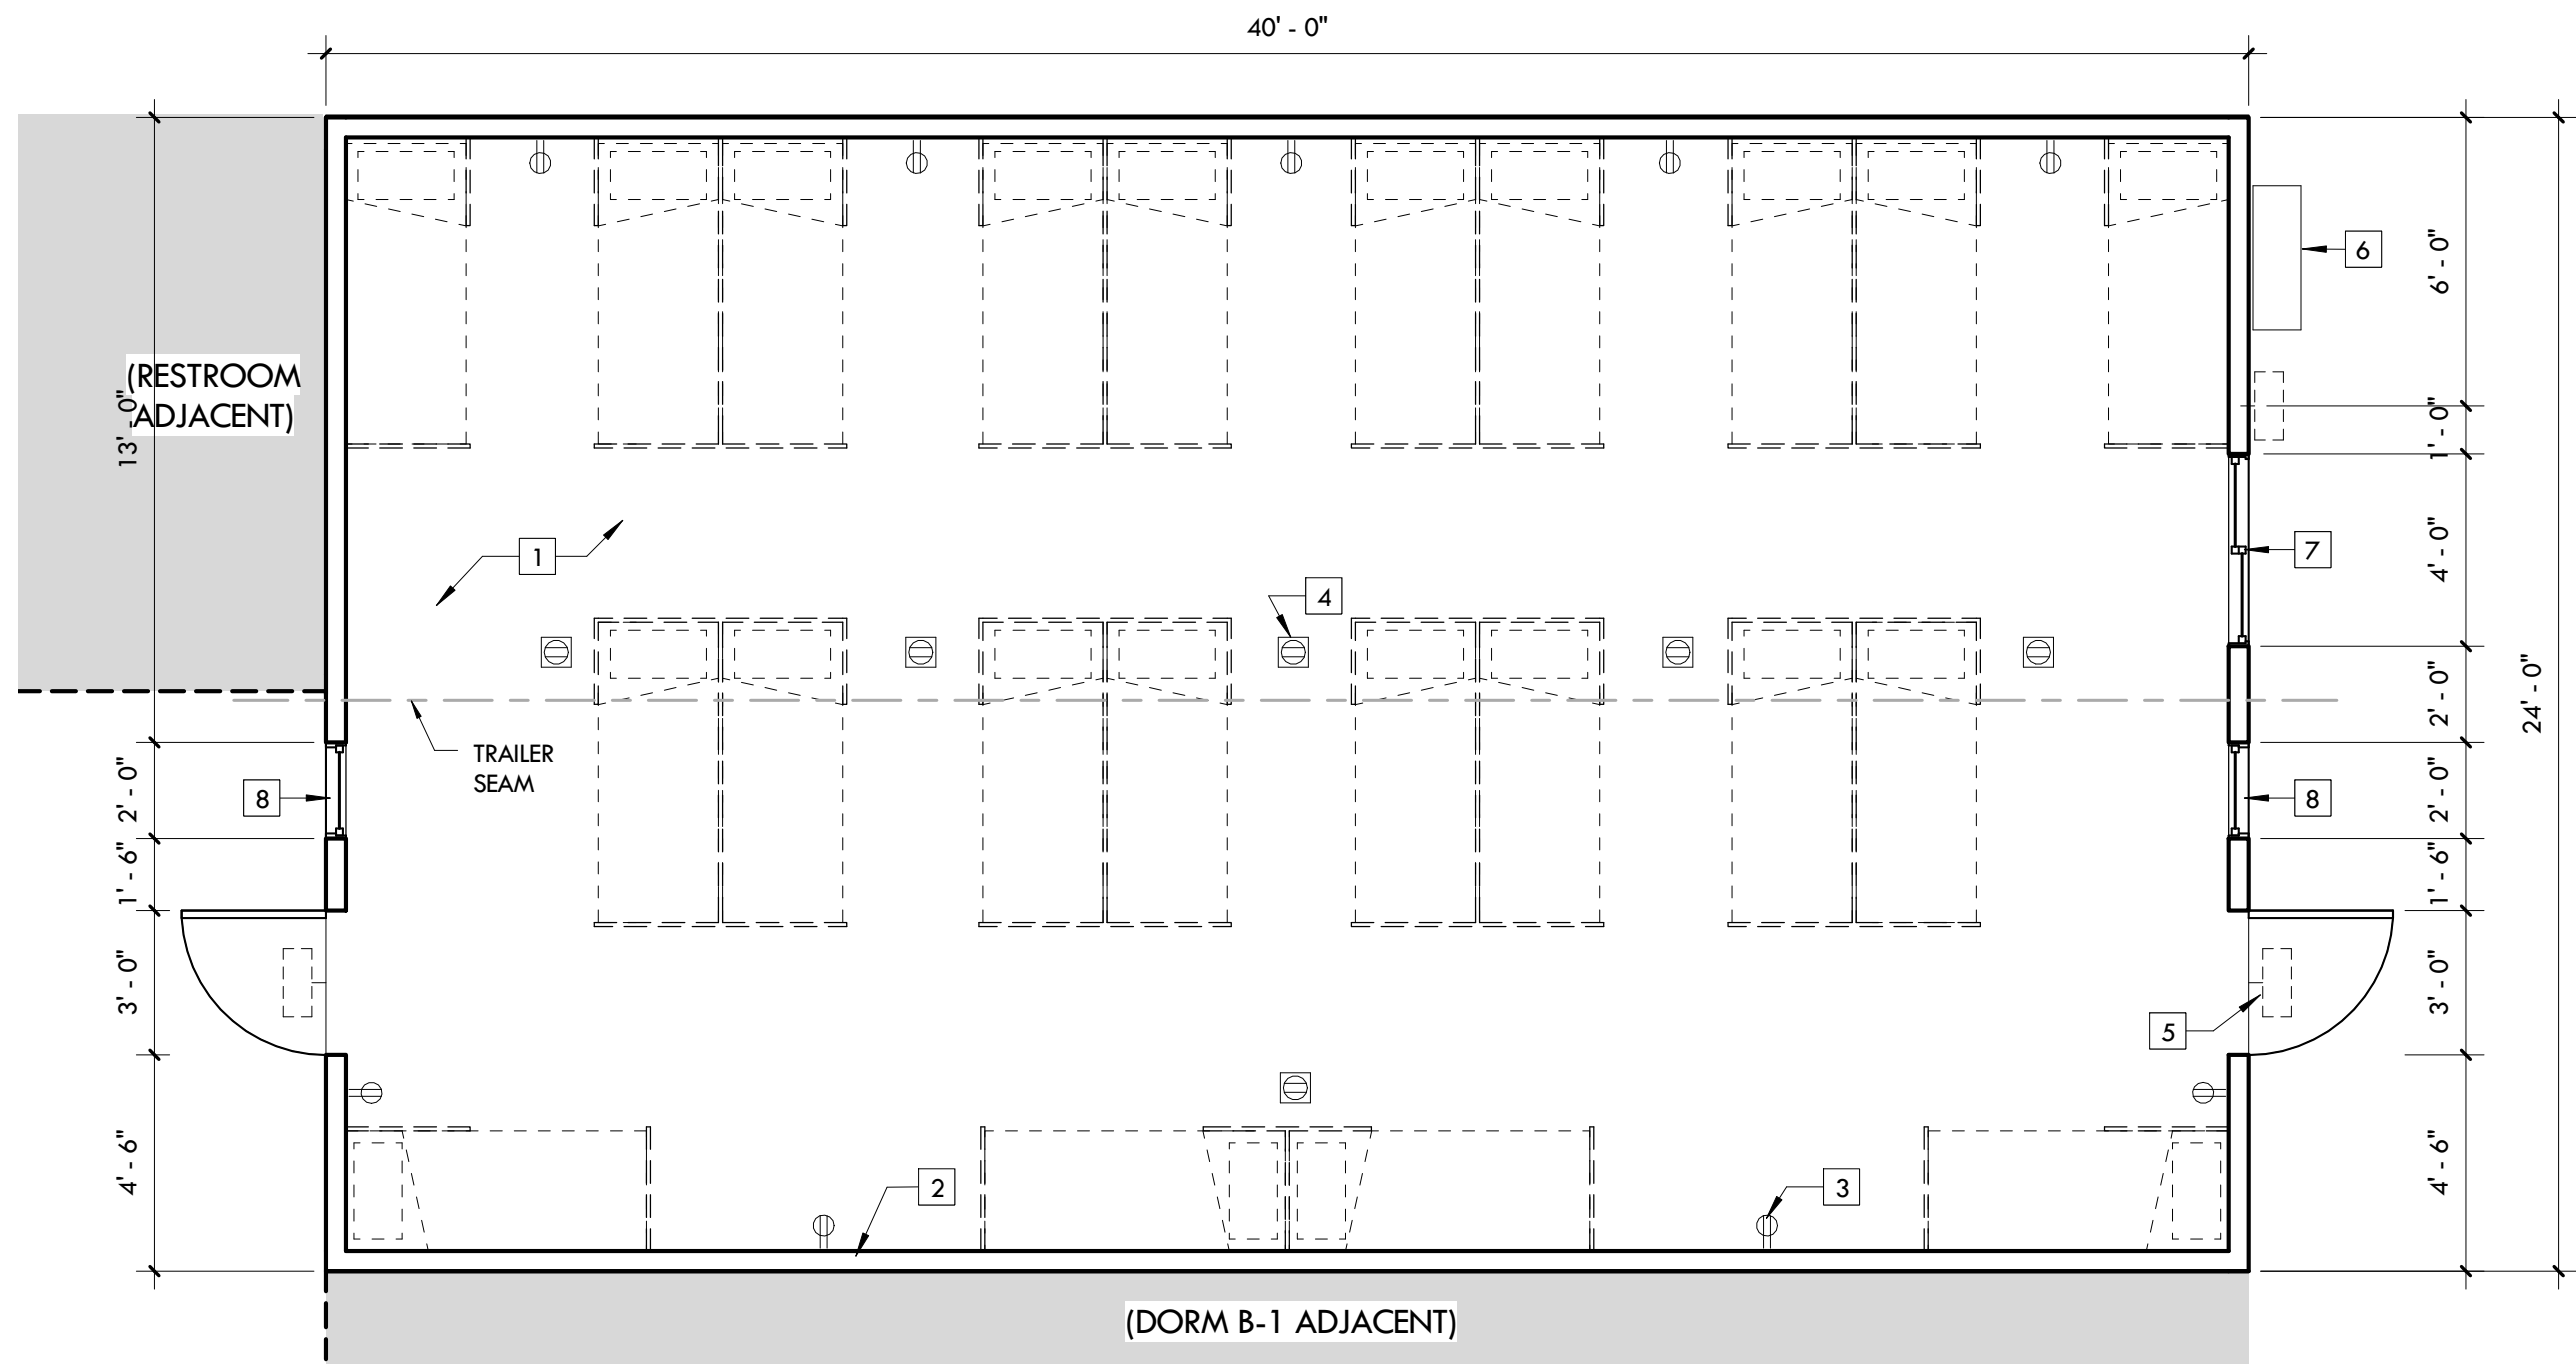 40' - 0"
(RESTROOM
ADJACENT)
13' - 0"
6
6' - 0"
1' - 0"
1
7
4' - 0"
4
2' - 0"
24' - 0"
TRAILER
SEAM
8
2' - 0"
8
2' - 0"
1' - 6"
1' - 6"
3' - 0"
5
3' - 0"
4' - 6"
2
3
4' - 6"
(DORM B-1 ADJACENT)